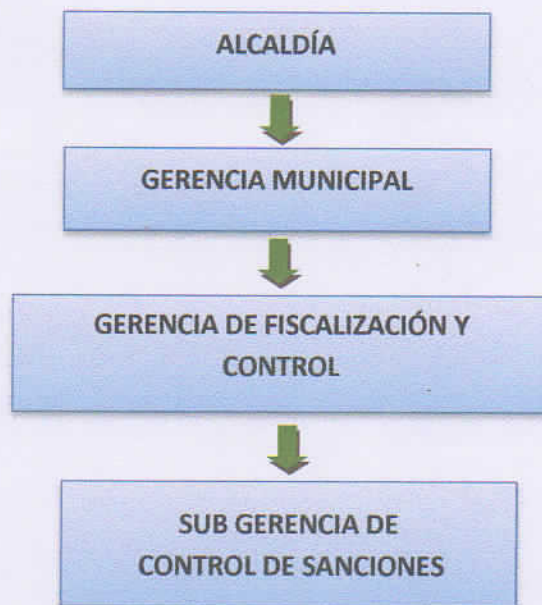 ALCALDÍA
GERENCIA MUNICIPAL
GERENCIA DE FISCALIZACIÓN Y
CONTROL
SUB GERENCIA DE
CONTROL DE SANCIONES